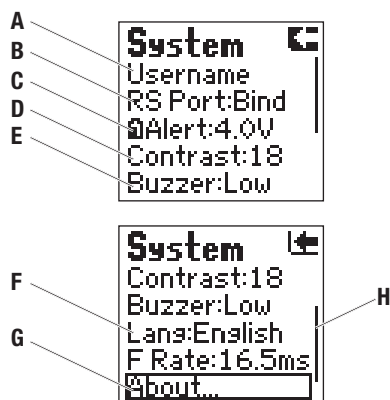 A
B
C
D
E
System
Username
RS Port:Bind
Alert:4.0V
Contrast:18
Buzzer:Low
F
G
System
Contrast:18
Buzzer:Low
Lang:English
F Rate:16.5ms
About...
H